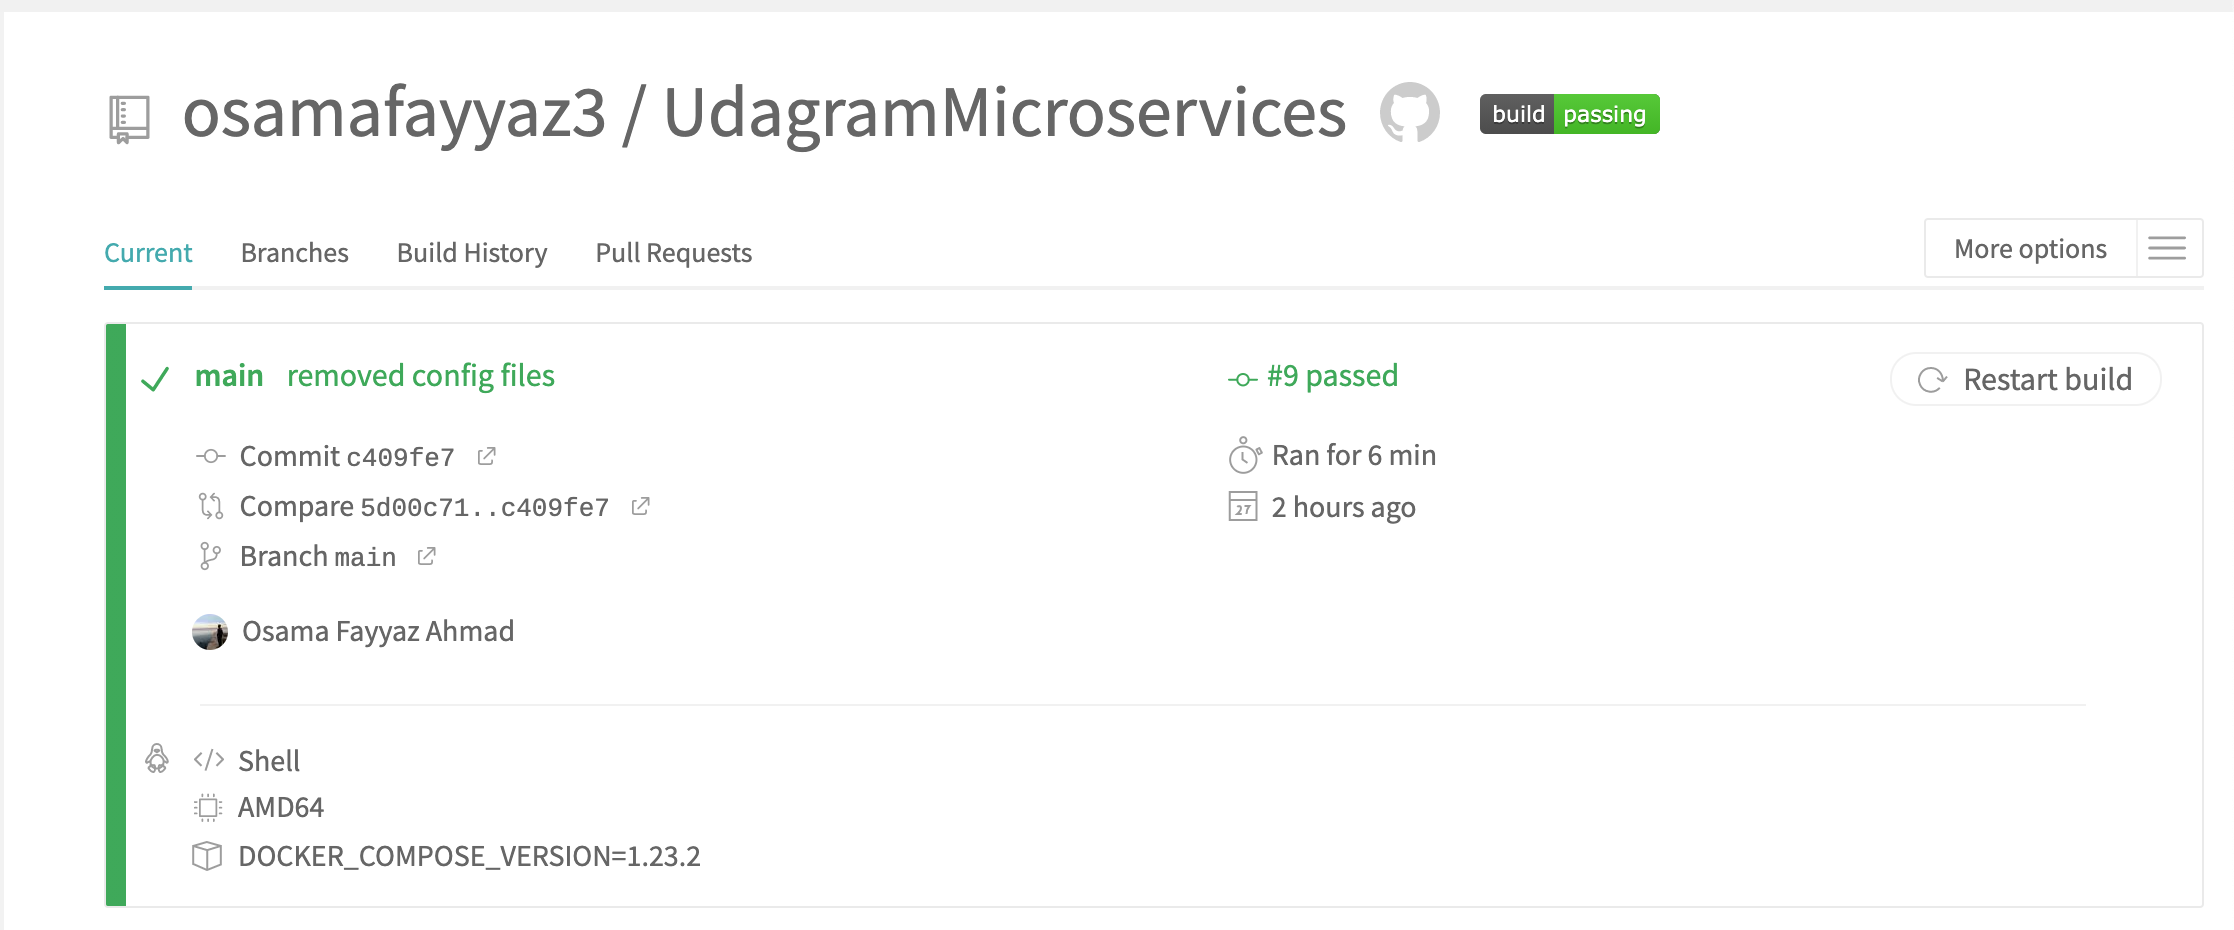 osamafayyaz3 / UdagramMicroservices build passing
Current Branches Build History Pull Requests More options
main removed config files #9 passed Restart build
Commit c409fe7 Ran for 6 min
Compare 5d00c71..c409fe7 27 2 hours ago
Branch main
Osama Fayyaz Ahmad
</> Shell
AMD64
DOCKER_COMPOSE_VERSION=1.23.2